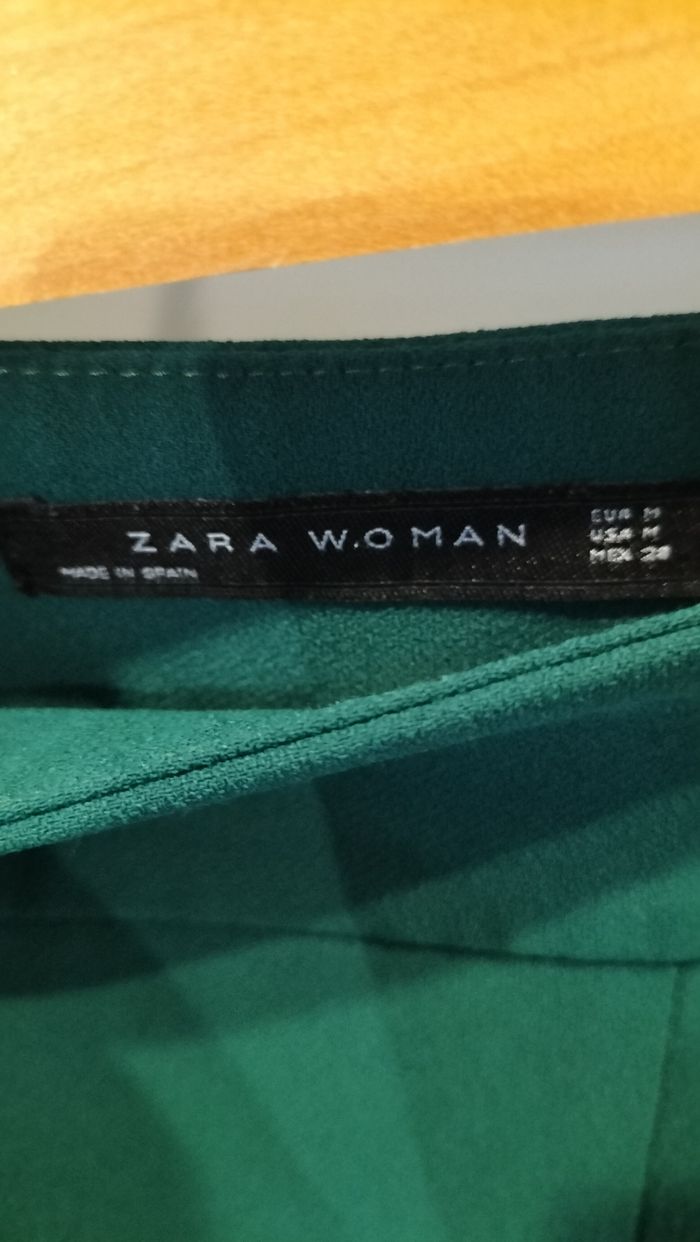 ZARA W.OMAN
MADE IN SPAIN
EUR M
USA M
MEX 28